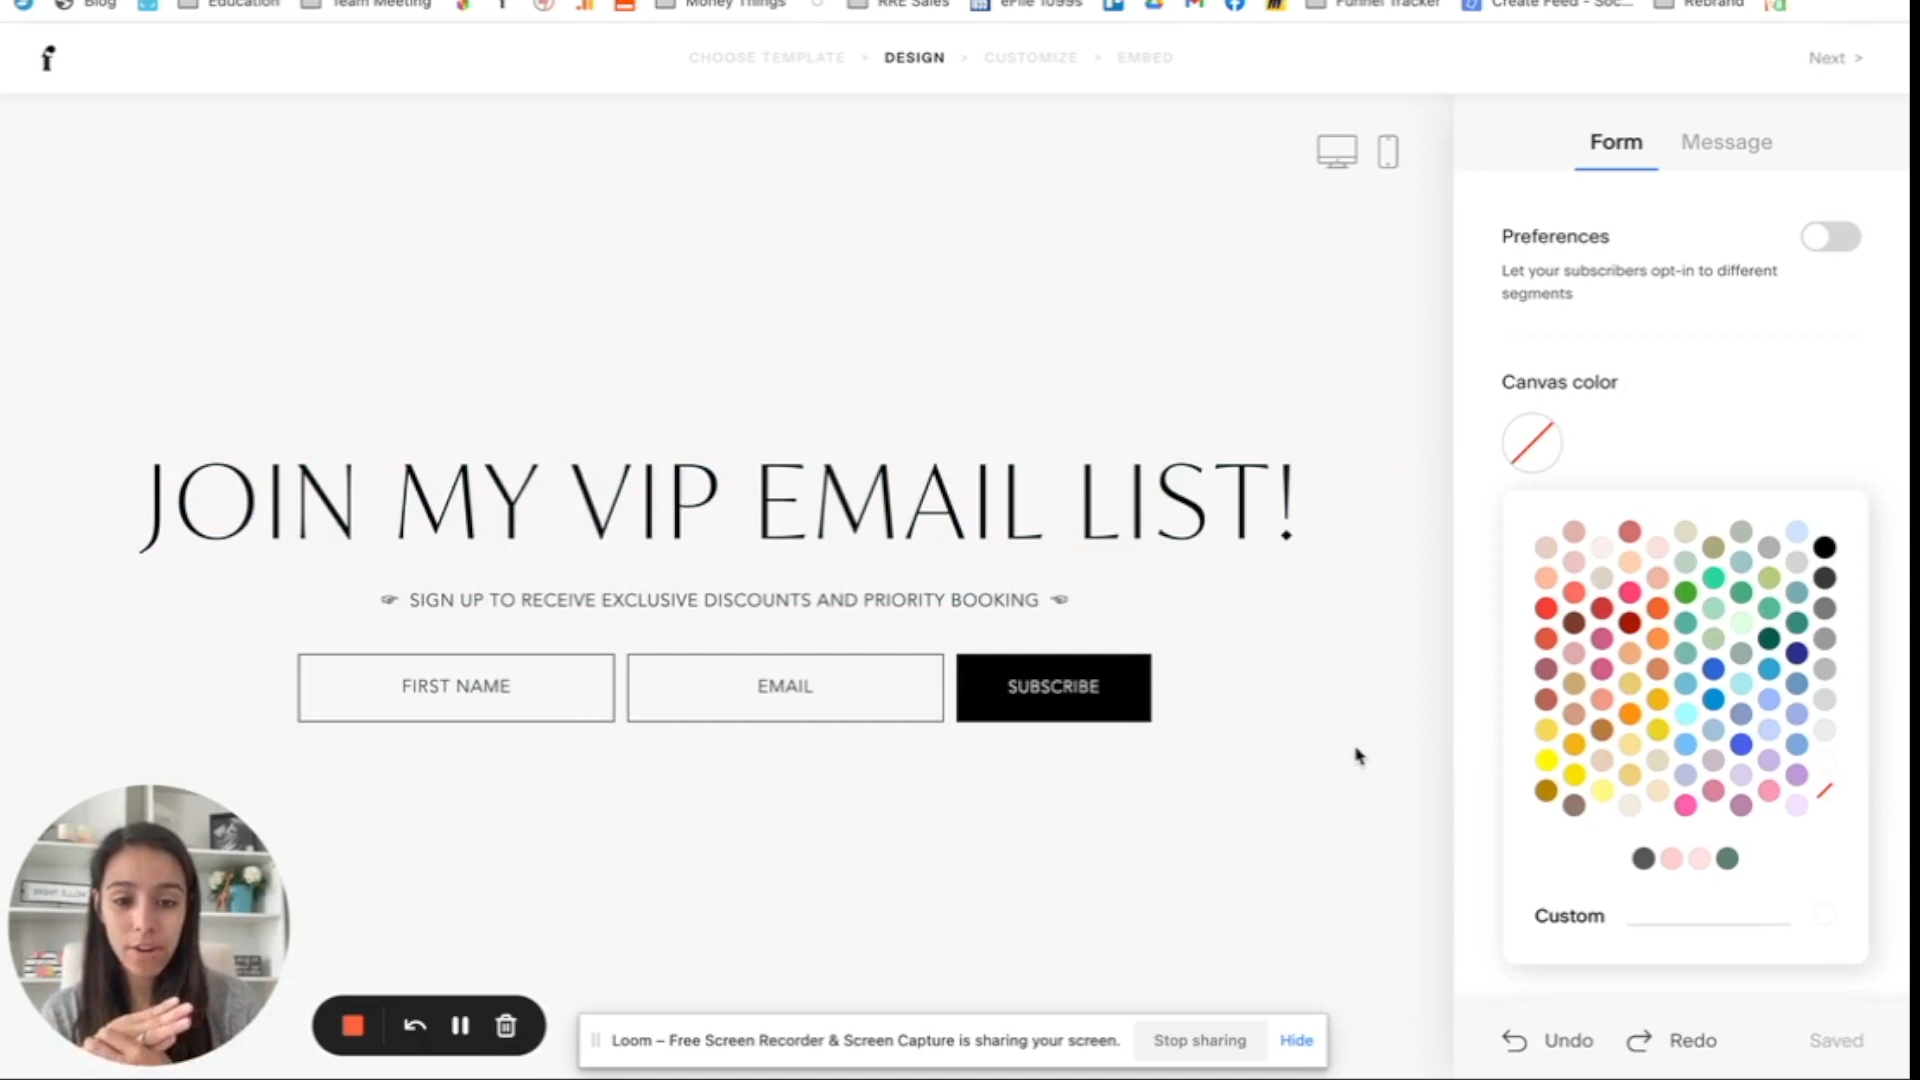 Blog
Education
Team Meeting
Money Things
RRE Sales
eFile 1099s
Funnel Tracker
Create Feed - Soc...
Rebrand
f
CHOOSE TEMPLATE > DESIGN > CUSTOMIZE > EMBED
Next >
Form
Message
Preferences
Let your subscribers opt-in to different
segments
Canvas color
JOIN MY VIP EMAIL LIST!
☞ SIGN UP TO RECEIVE EXCLUSIVE DISCOUNTS AND PRIORITY BOOKING ☜
FIRST NAME
EMAIL
SUBSCRIBE
Custom
Loom – Free Screen Recorder & Screen Capture is sharing your screen.
Stop sharing
Hide
Undo
Redo
Saved